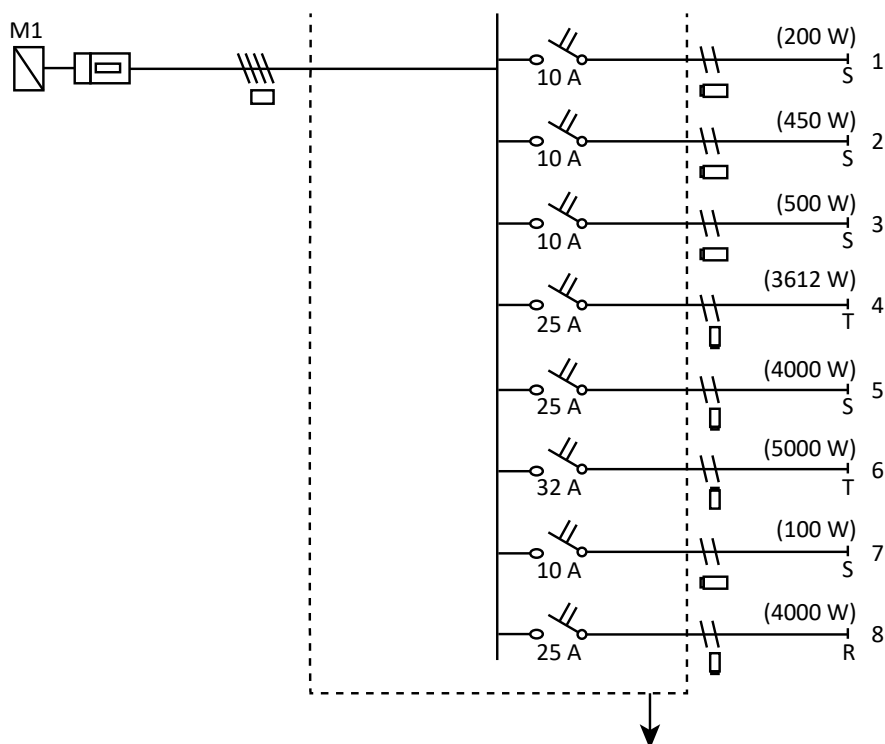 M1
(200 W)
1
10 A
S
(450 W)
2
10 A
S
(500 W)
3
10 A
S
(3612 W)
4
25 A
T
(4000 W)
5
25 A
S
(5000 W)
6
32 A
T
(100 W)
7
10 A
S
(4000 W)
8
25 A
R